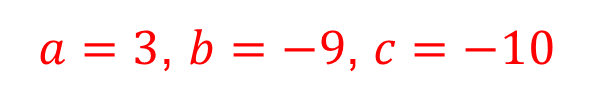 a = 3, b = −9, c = −10